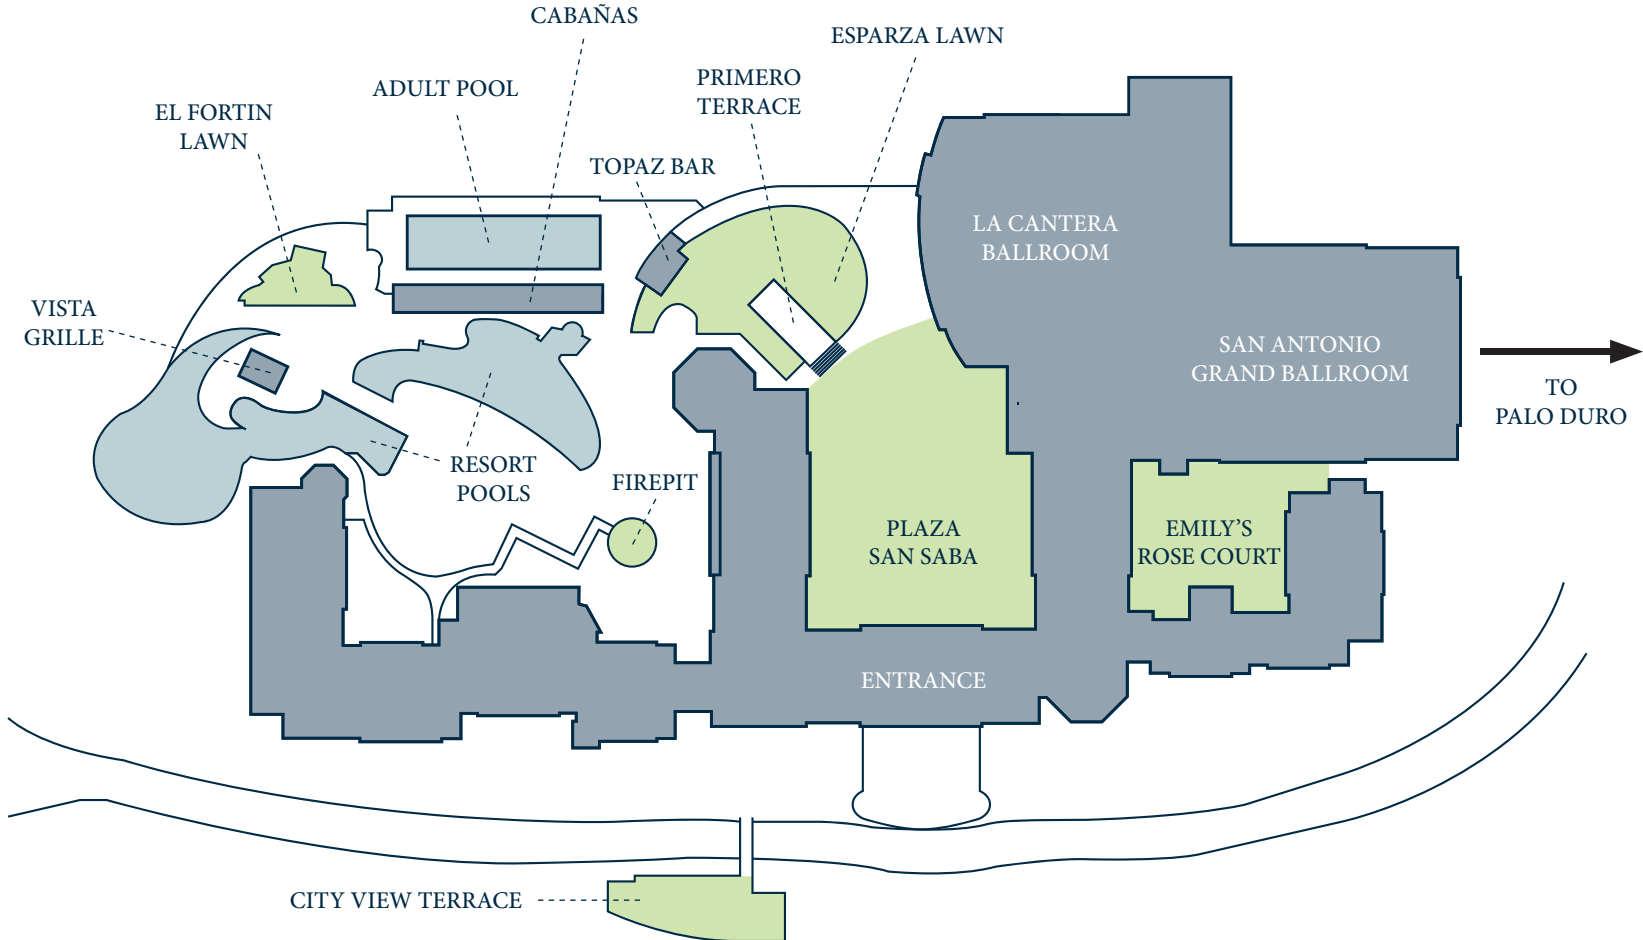 CABAÑAS
ESPARZA LAWN
PRIMERO
TERRACE
ADULT POOL
EL FORTIN
LAWN
TOPAZ BAR
LA CANTERA
BALLROOM
VISTA
GRILLE
SAN ANTONIO
GRAND BALLROOM
TO
PALO DURO
RESORT
POOLS
FIREPIT
PLAZA
SAN SABA
EMILY’S
ROSE COURT
ENTRANCE
CITY VIEW TERRACE